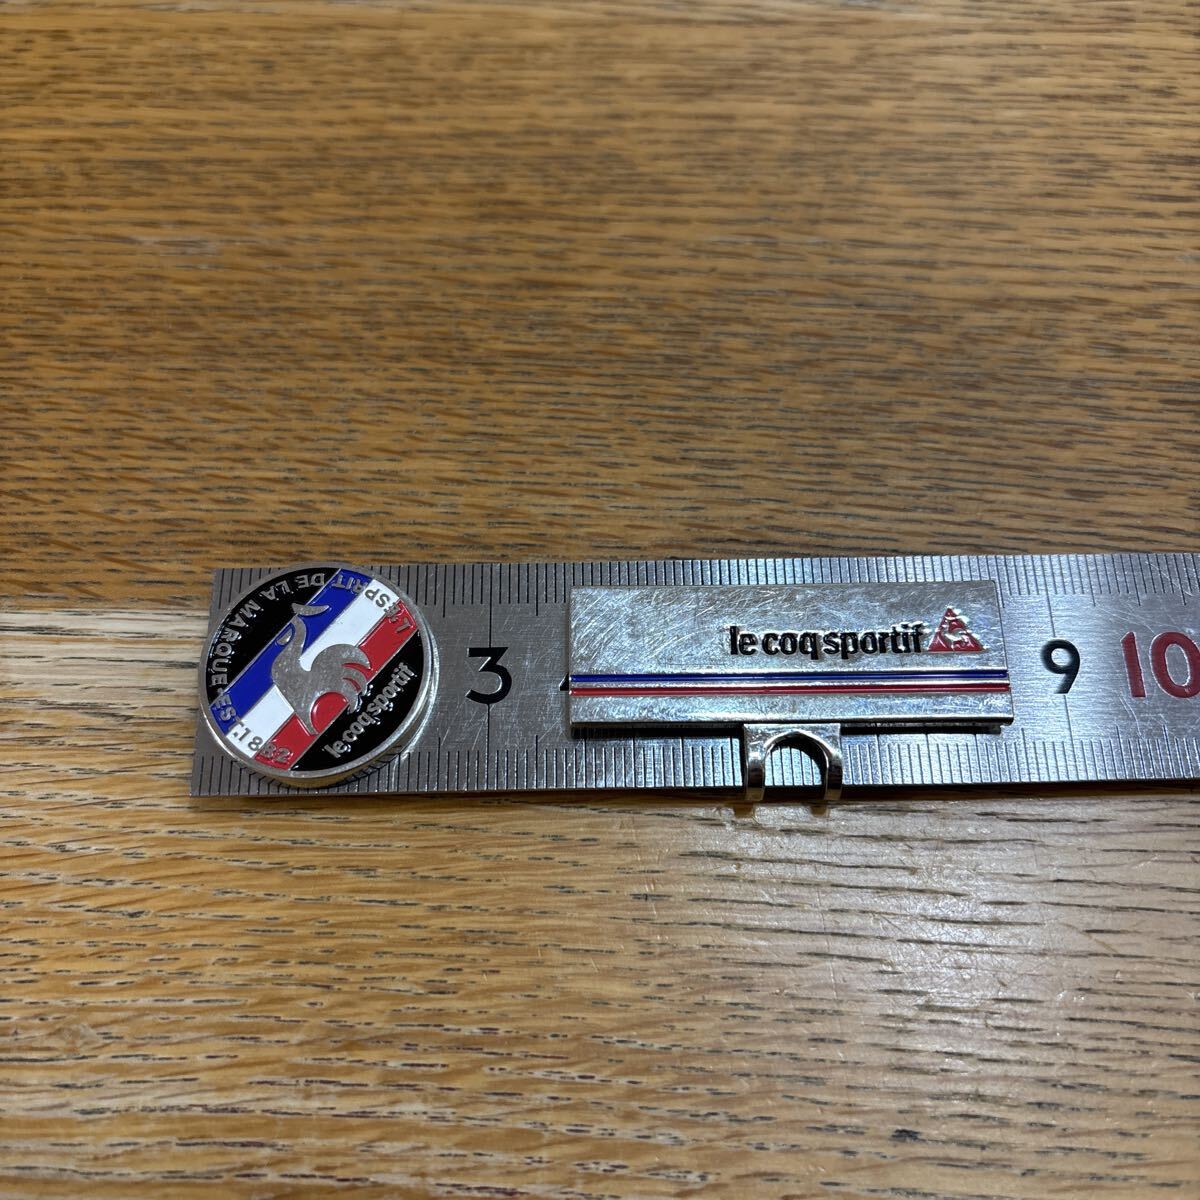 L'ESPRIT DE LA MARQUE-EST.1882
le coq sportif
3
le coq sportif
9
10